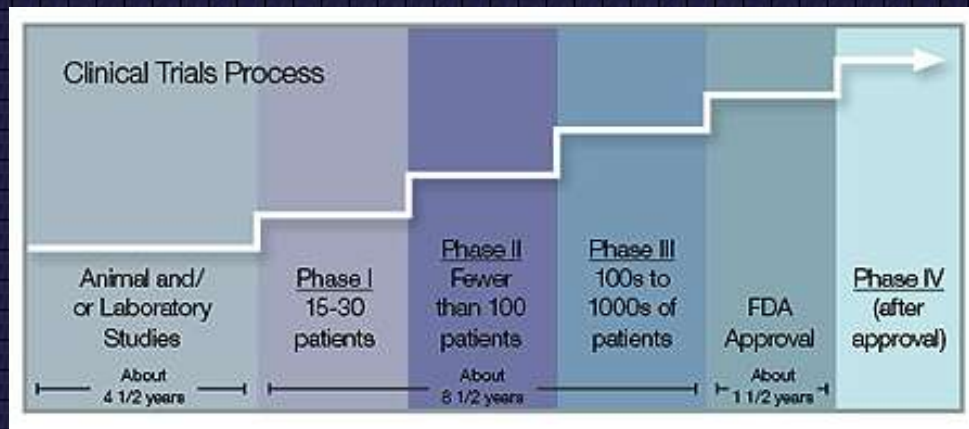 Clinical Trials Process
Animal and/
or Laboratory
Studies
Phase I
15-30
patients
Phase II
Fewer
than 100
patients
Phase III
100s to
1000s of
patients
FDA
Approval
Phase IV
(after
approval)
About
4 1/2 years
About
8 1/2 years
About
1 1/2 years